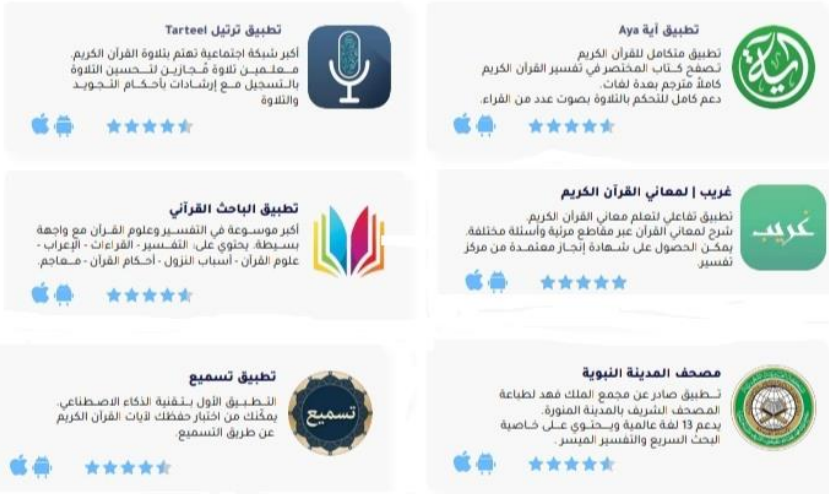 تطبيق آية Aya
تطبيق متكامل للقرآن الكريم
تصفح كتاب المختصر في تفسير القرآن الكريم
كاملاً مترجم بعدة لغات.
دعم كامل للتحكم بالتلاوة بصوت عدد من القراء.
آية
تطبيق ترتيل Tarteel
أكبر شبكة اجتماعية تهتم بتلاوة القرآن الكريم.
معلمين تلاوة مُجازين لتحسين التلاوة
بالتسجيل مع إرشادات بأحكام التجويد
والتلاوة
غريب | لمعاني القرآن الكريم
تطبيق تفاعلي لتعلم معاني القرآن الكريم.
شرح لمعاني القرآن عبر مقاطع مرئية وأسئلة مختلفة.
يمكن الحصول على شهادة إنجاز معتمدة من مركز
تفسير.
غريب
تطبيق الباحث القرآني
أكبر موسوعة في التفسير وعلوم القرآن مع واجهة
بسيطة. يحتوي على: التفسير - القراءات - الإعراب -
علوم القرآن - أسباب النزول - أحكام القرآن - معاجم.
مصحف المدينة النبوية
تطبيق صادر عن مجمع الملك فهد لطباعة
المصحف الشريف بالمدينة المنورة.
يدعم 13 لغة عالمية ويحتوي على خاصية
البحث السريع والتفسير الميسر .
تطبيق تسميع
التطبيق الأول بتقنية الذكاء الاصطناعي.
يمكّنك من اختبار حفظك لآيات القرآن الكريم
عن طريق التسميع.
تسميع